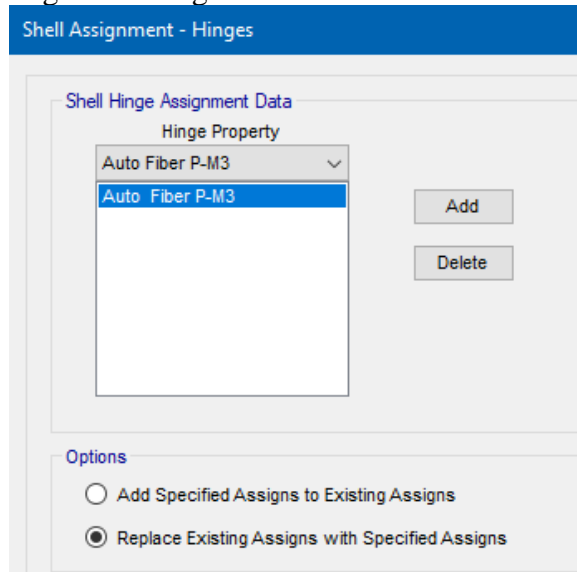 Shell Assignment - Hinges
Shell Hinge Assignment Data
Hinge Property
Auto Fiber P-M3
Auto Fiber P-M3
Add
Delete
Options
Add Specified Assigns to Existing Assigns
Replace Existing Assigns with Specified Assigns